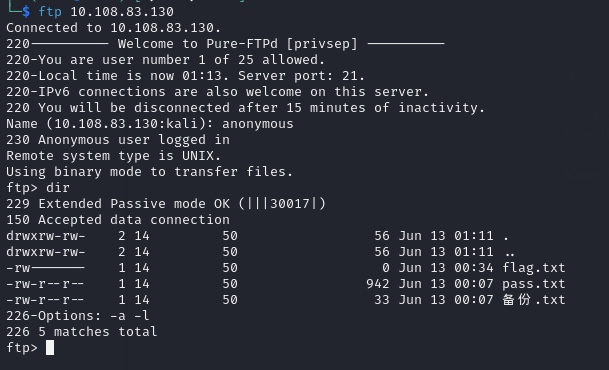 └─$ ftp 10.108.83.130
Connected to 10.108.83.130.
220---------- Welcome to Pure-FTPd [privsep] ----------
220-You are user number 1 of 25 allowed.
220-Local time is now 01:13. Server port: 21.
220-IPv6 connections are also welcome on this server.
220 You will be disconnected after 15 minutes of inactivity.
Name (10.108.83.130:kali): anonymous
230 Anonymous user logged in
Remote system type is UNIX.
Using binary mode to transfer files.
ftp> dir
229 Extended Passive mode OK (|||30017|)
150 Accepted data connection
drwxrw-rw-    2 14         50                 56 Jun 13 01:11 .
drwxrw-rw-    2 14         50                 56 Jun 13 01:11 ..
-rw-------    1 14         50                  0 Jun 13 00:34 flag.txt
-rw-r--r--    1 14         50                942 Jun 13 00:07 pass.txt
-rw-r--r--    1 14         50                 33 Jun 13 00:07 备份.txt
226-Options: -a -l
226 5 matches total
ftp>